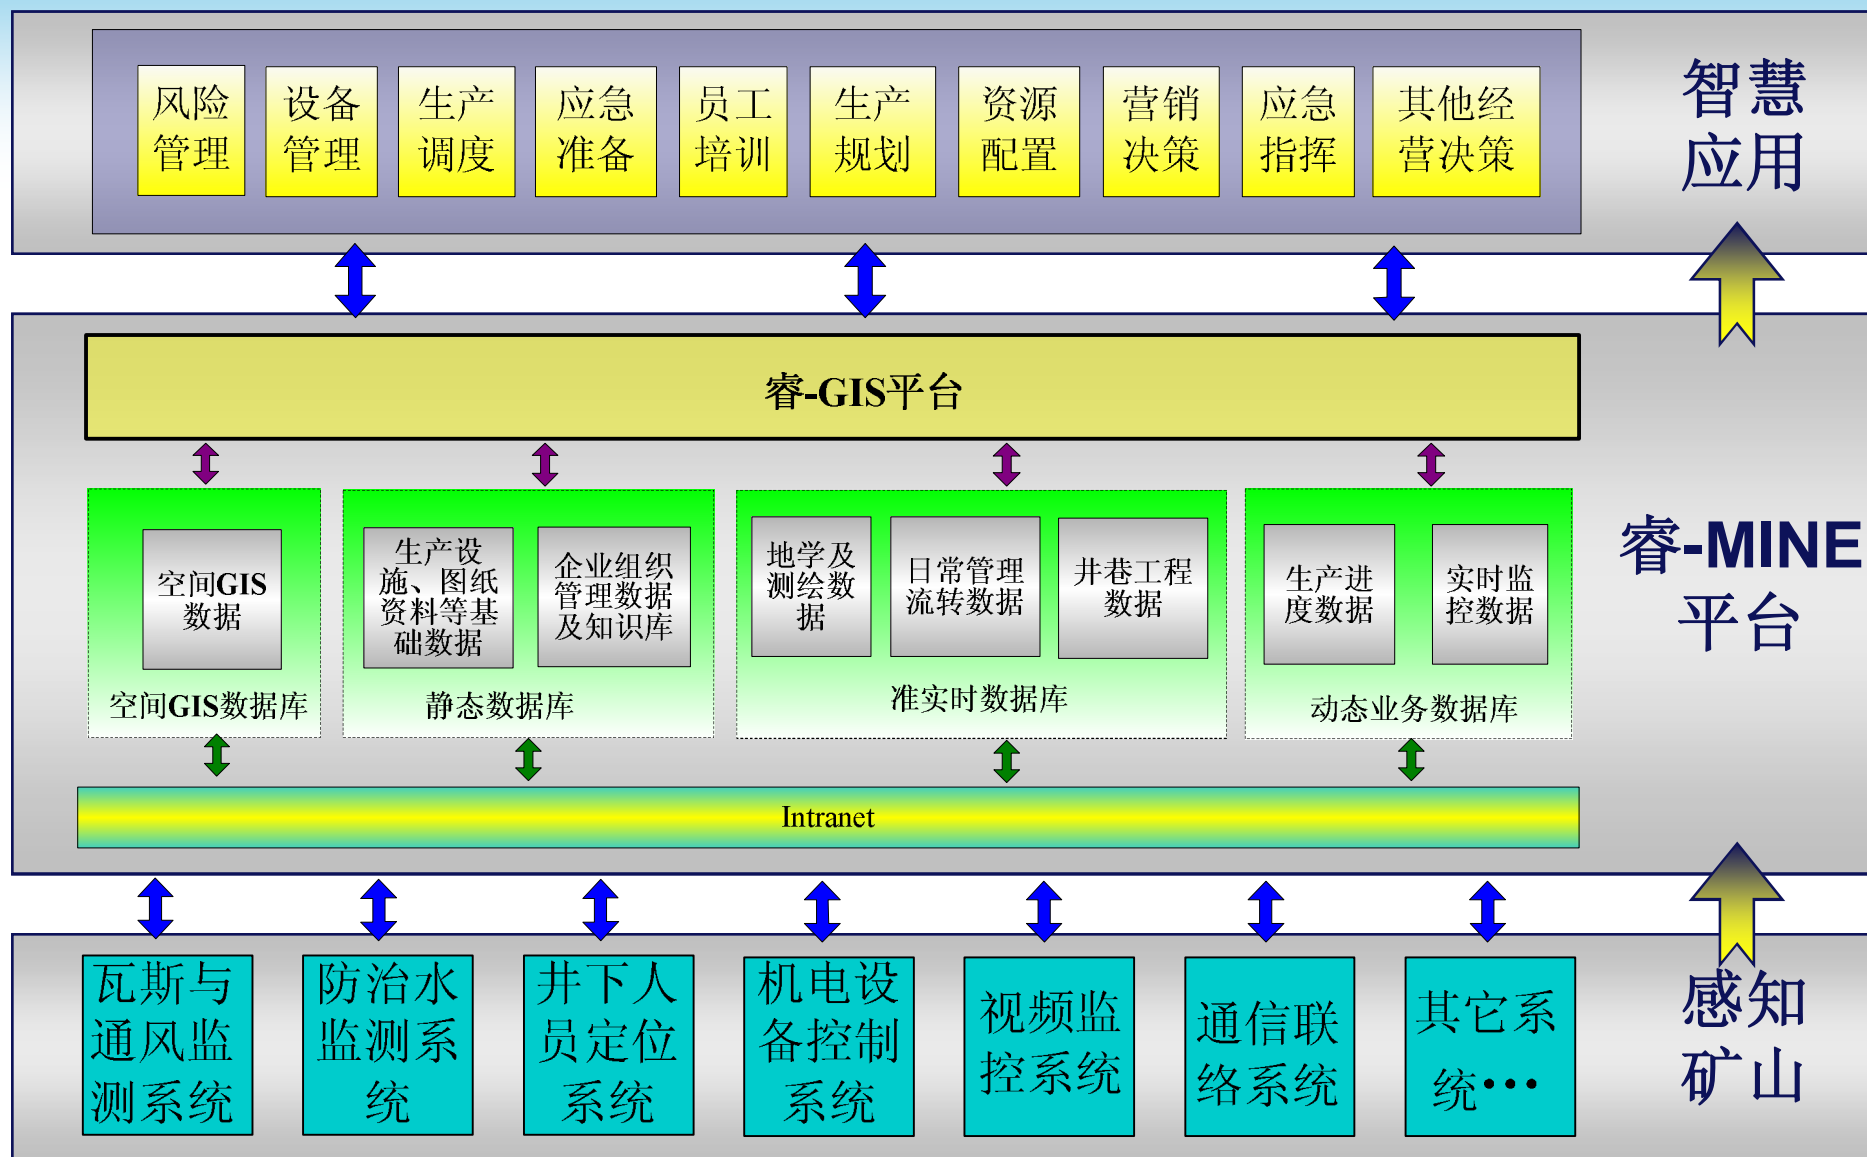 风险
管理
设备
管理
生产
调度
应急
准备
员工
培训
生产
规划
资源
配置
营销
决策
应急
指挥
其他经
营决策
智慧
应用
睿-GIS平台
空间GIS
数据
空间GIS数据库
生产设
施、图纸
资料等基
础数据
企业组织
管理数据
及知识库
静态数据库
地学及
测绘数
据
日常管理
流转数据
井巷工程
数据
准实时数据库
生产进
度数据
实时监
控数据
动态业务数据库
Intranet
睿-MINE
平台
瓦斯与
通风监
测系统
防治水
监测系
统
井下人
员定位
系统
机电设
备控制
系统
视频监
控系统
通信联
络系统
其它系
统…
感知
矿山